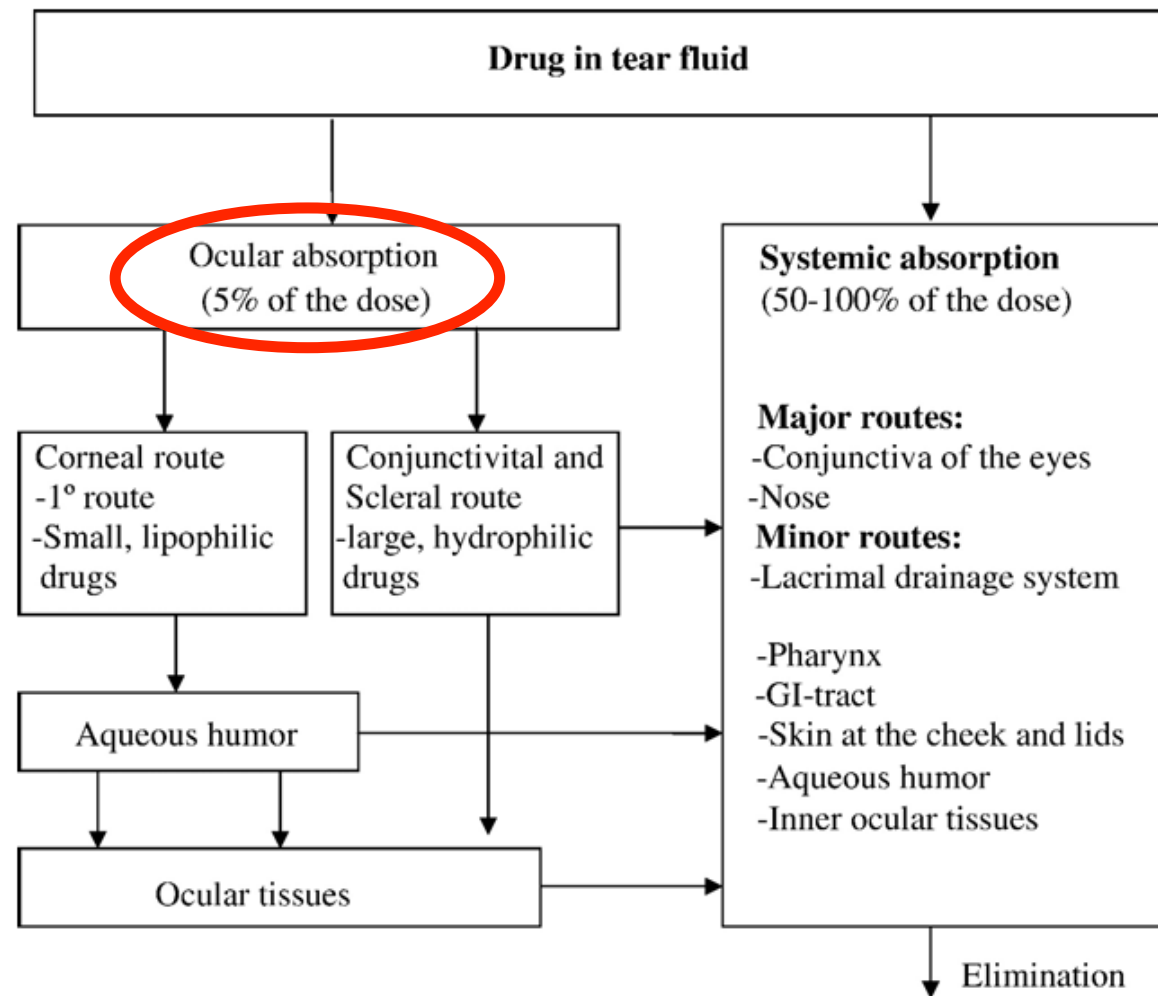 Drug in tear fluid
Ocular absorption
(5% of the dose)
Corneal route
-1º route
-Small, lipophilic
drugs
Conjunctivital and
Scleral route
-large, hydrophilic
drugs
Aqueous humor
Ocular tissues
Systemic absorption
(50-100% of the dose)
Major routes:
-Conjunctiva of the eyes
-Nose
Minor routes:
-Lacrimal drainage system
-Pharynx
-GI-tract
-Skin at the cheek and lids
-Aqueous humor
-Inner ocular tissues
Elimination